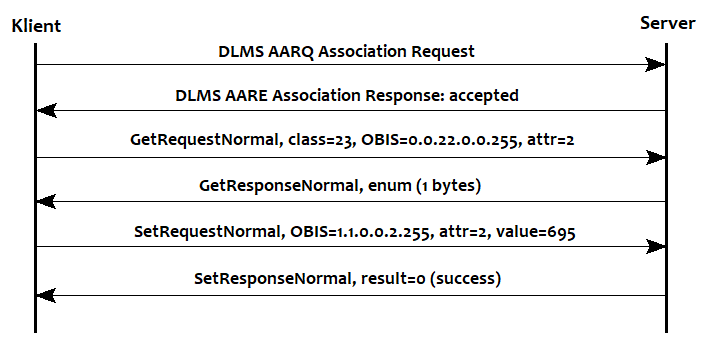 Klient
Server
DLMS AARQ Association Request
DLMS AARE Association Response: accepted
GetRequestNormal, class=23, OBIS=0.0.22.0.0.255, attr=2
GetResponseNormal, enum (1 bytes)
SetRequestNormal, OBIS=1.1.0.0.2.255, attr=2, value=695
SetResponseNormal, result=0 (success)